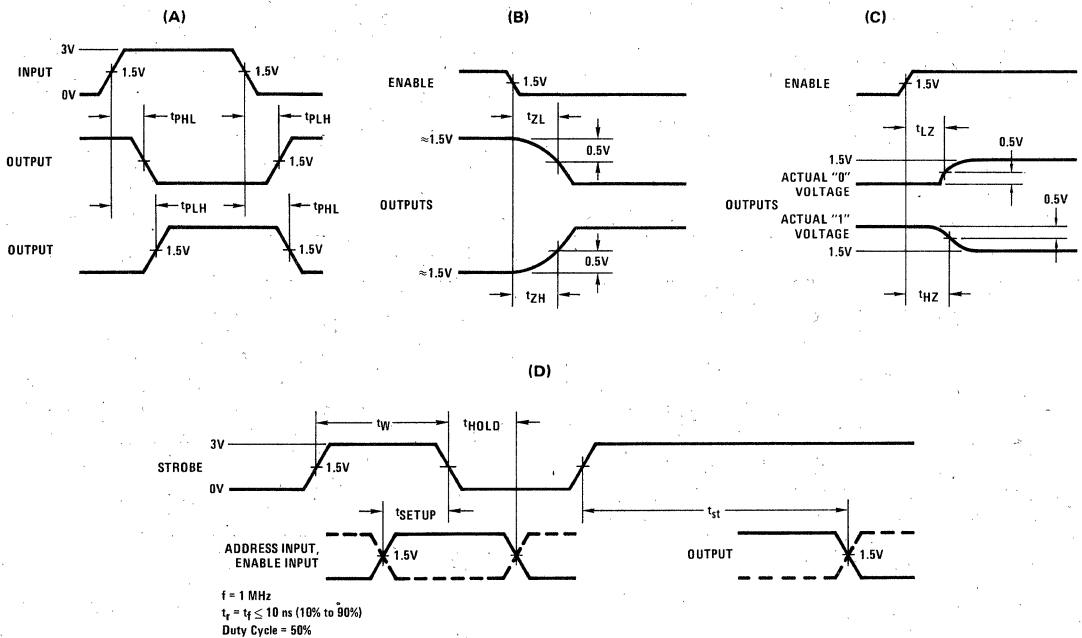 (A)
3V
INPUT
1.5V
1.5V
0V
tPHL
tPLH
OUTPUT
1.5V
tPLH
tPHL
OUTPUT
1.5V
1.5V
(B)
ENABLE
1.5V
tZL
≈1.5V
0.5V
OUTPUTS
0.5V
≈1.5V
tZH
(C)
ENABLE
1.5V
tLZ
0.5V
1.5V
ACTUAL "0"
VOLTAGE
0.5V
OUTPUTS
ACTUAL "1"
VOLTAGE
1.5V
tHZ
(D)
tW
tHOLD
3V
STROBE
1.5V
0V
tSETUP
tst
ADDRESS INPUT,
ENABLE INPUT
1.5V
OUTPUT
1.5V
f = 1 MHz
tr = tf ≤ 10 ns (10% to 90%)
Duty Cycle = 50%